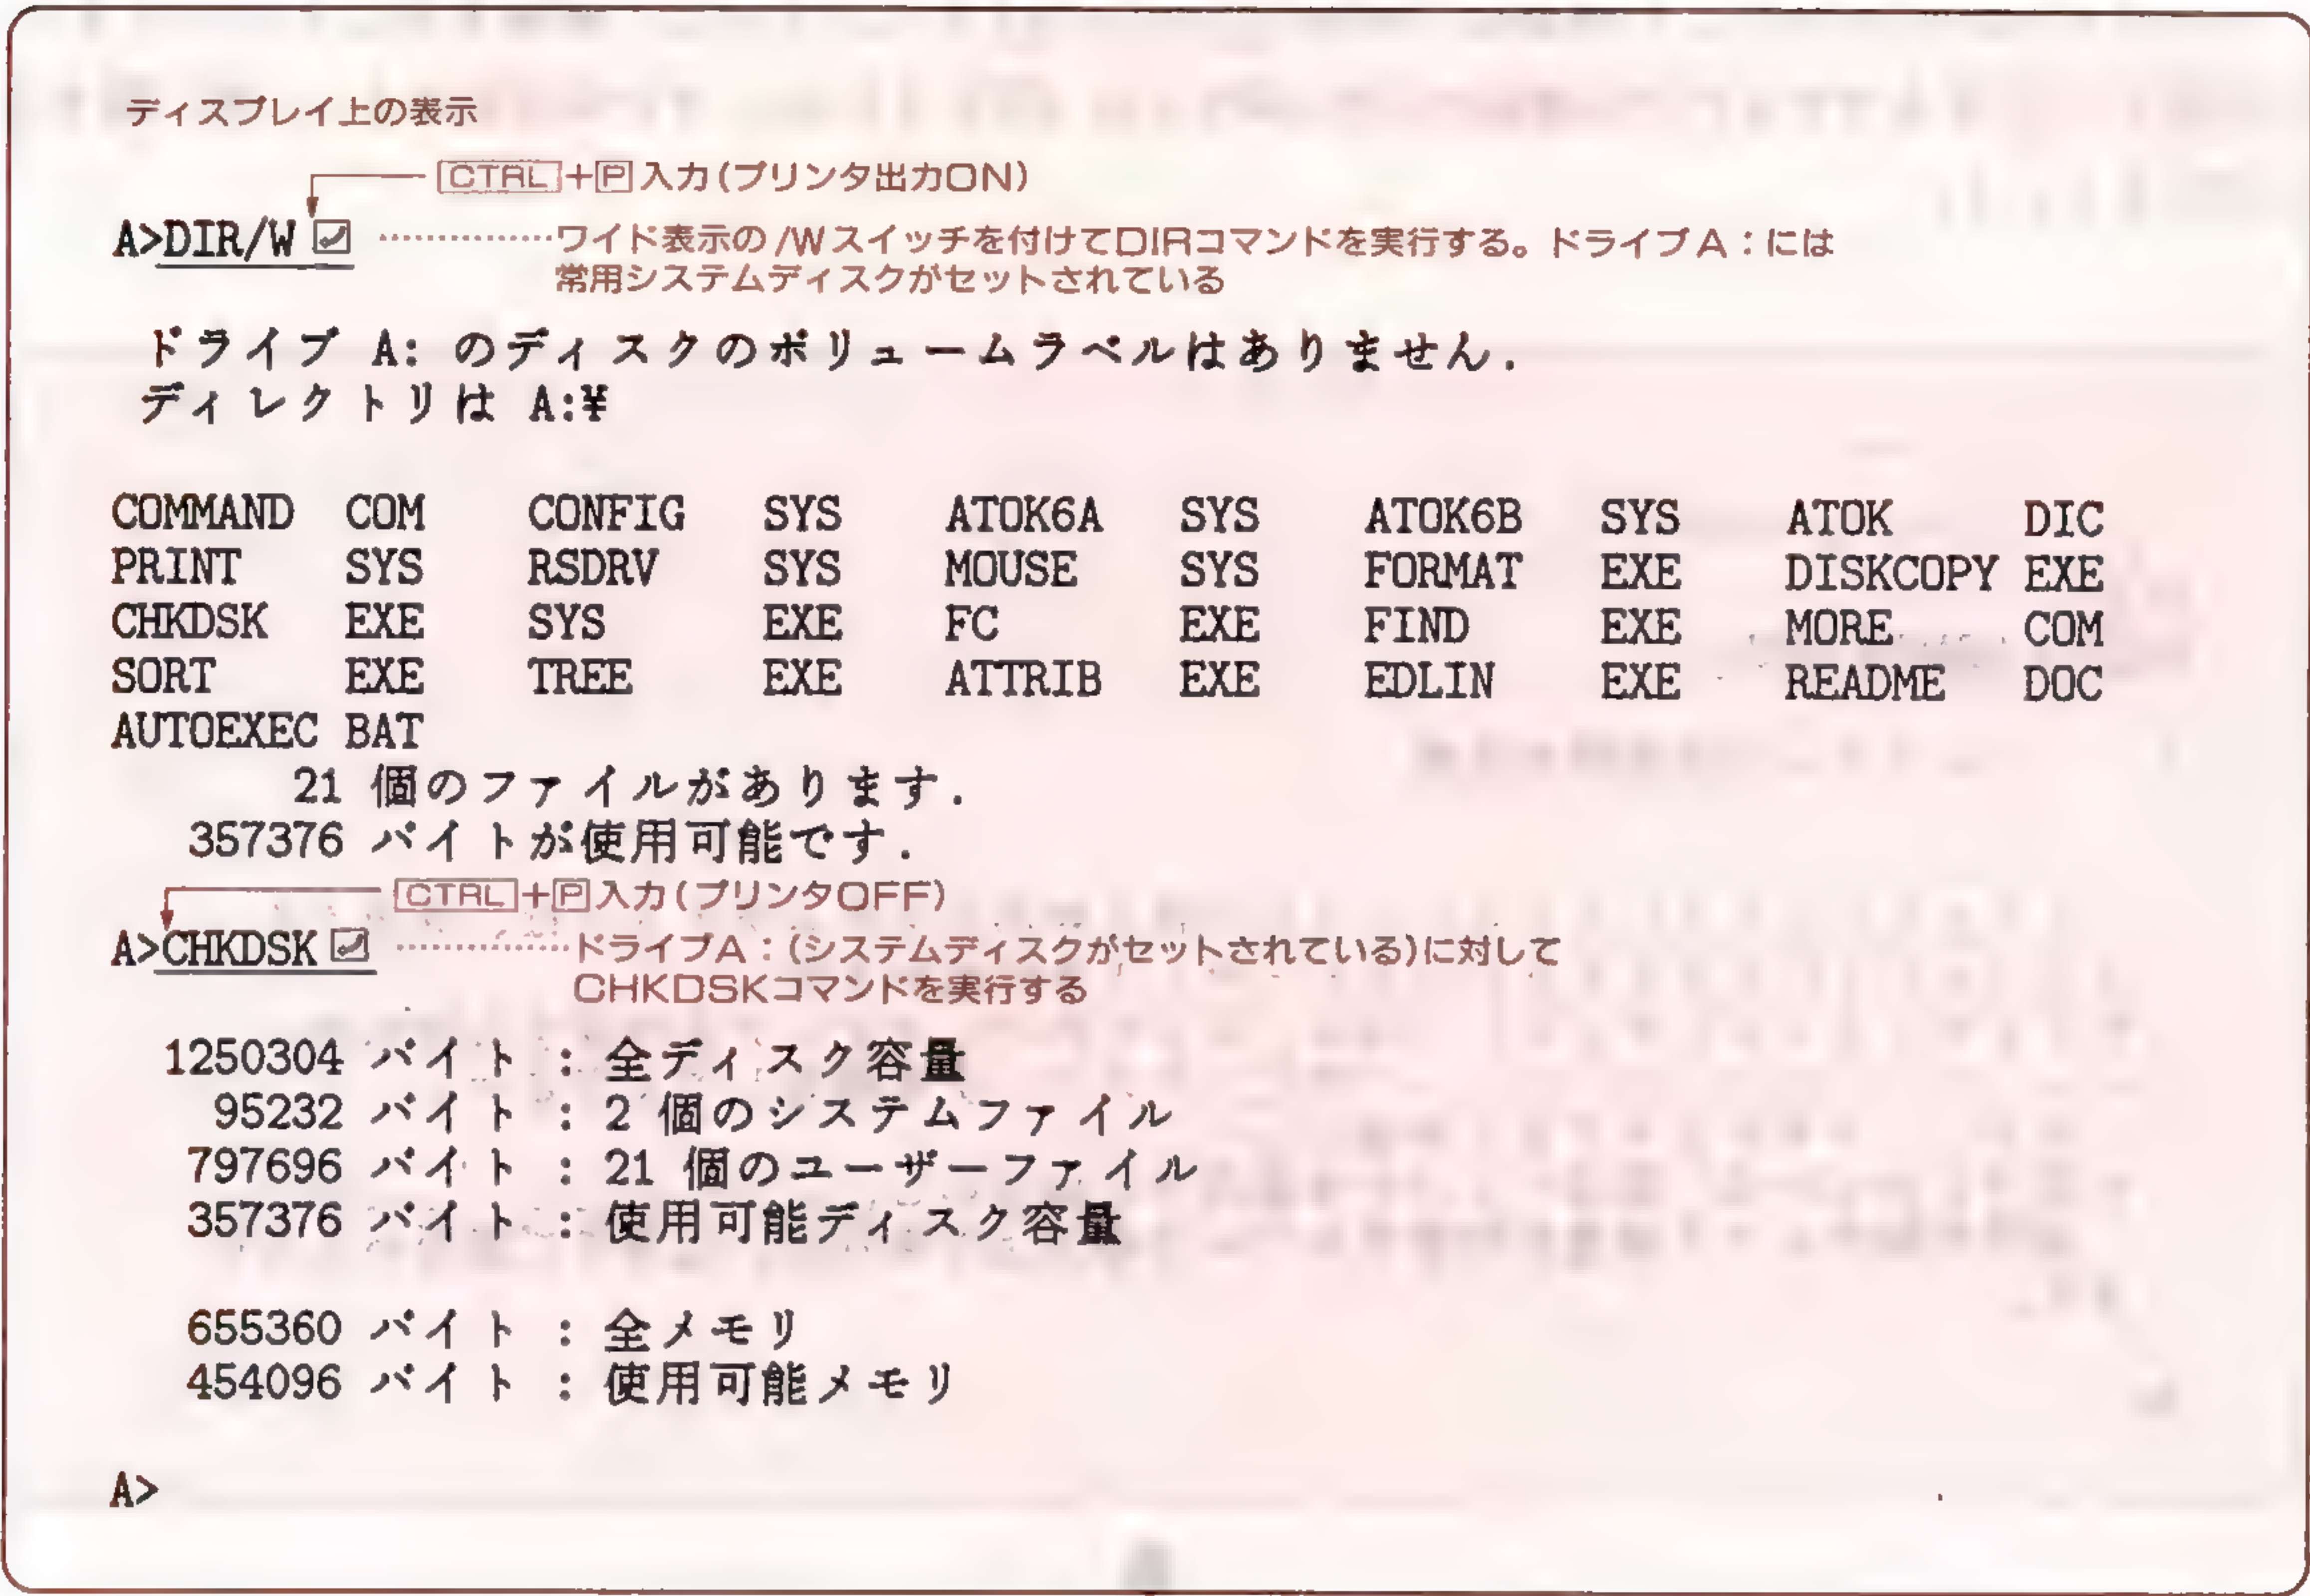 ディスプレイ上の表示
CTRL+P入力(プリンタ出力ON)
A>DIR/W ⏎ ……………ワイド表示の/Wスイッチを付けてDIRコマンドを実行する。ドライブA：には
常用システムディスクがセットされている
ドライブ A: のディスクのボリュームラベルはありません.
ディレクトリは A:¥
COMMAND COM CONFIG SYS ATOK6A SYS ATOK6B SYS ATOK DIC
PRINT SYS RSDRV SYS MOUSE SYS FORMAT EXE DISKCOPY EXE
CHKDSK EXE SYS EXE FC EXE FIND EXE MORE COM
SORT EXE TREE EXE ATTRIB EXE EDLIN EXE README DOC
AUTOEXEC BAT
21 個のファイルがあります.
357376 バイトが使用可能です.
CTRL+P入力(プリンタOFF)
A>CHKDSK ⏎ ……………ドライブA：(システムディスクがセットされている)に対して
CHKDSKコマンドを実行する
1250304 バイト : 全ディスク容量
95232 バイト : 2 個のシステムファイル
797696 バイト : 21 個のユーザーファイル
357376 バイト : 使用可能ディスク容量
655360 バイト : 全メモリ
454096 バイト : 使用可能メモリ
A>